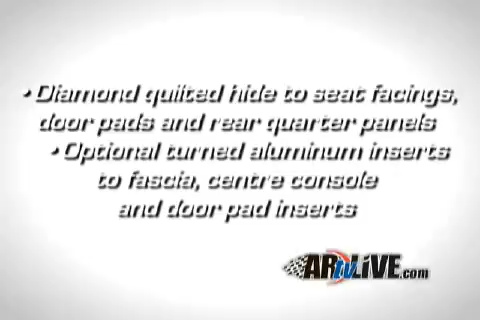 • Diamond quilted hide to seat facings,
door pads and rear quarter panels
• Optional turned aluminum inserts
to fascia, centre console
and door pad inserts
ARtvLiVE.com